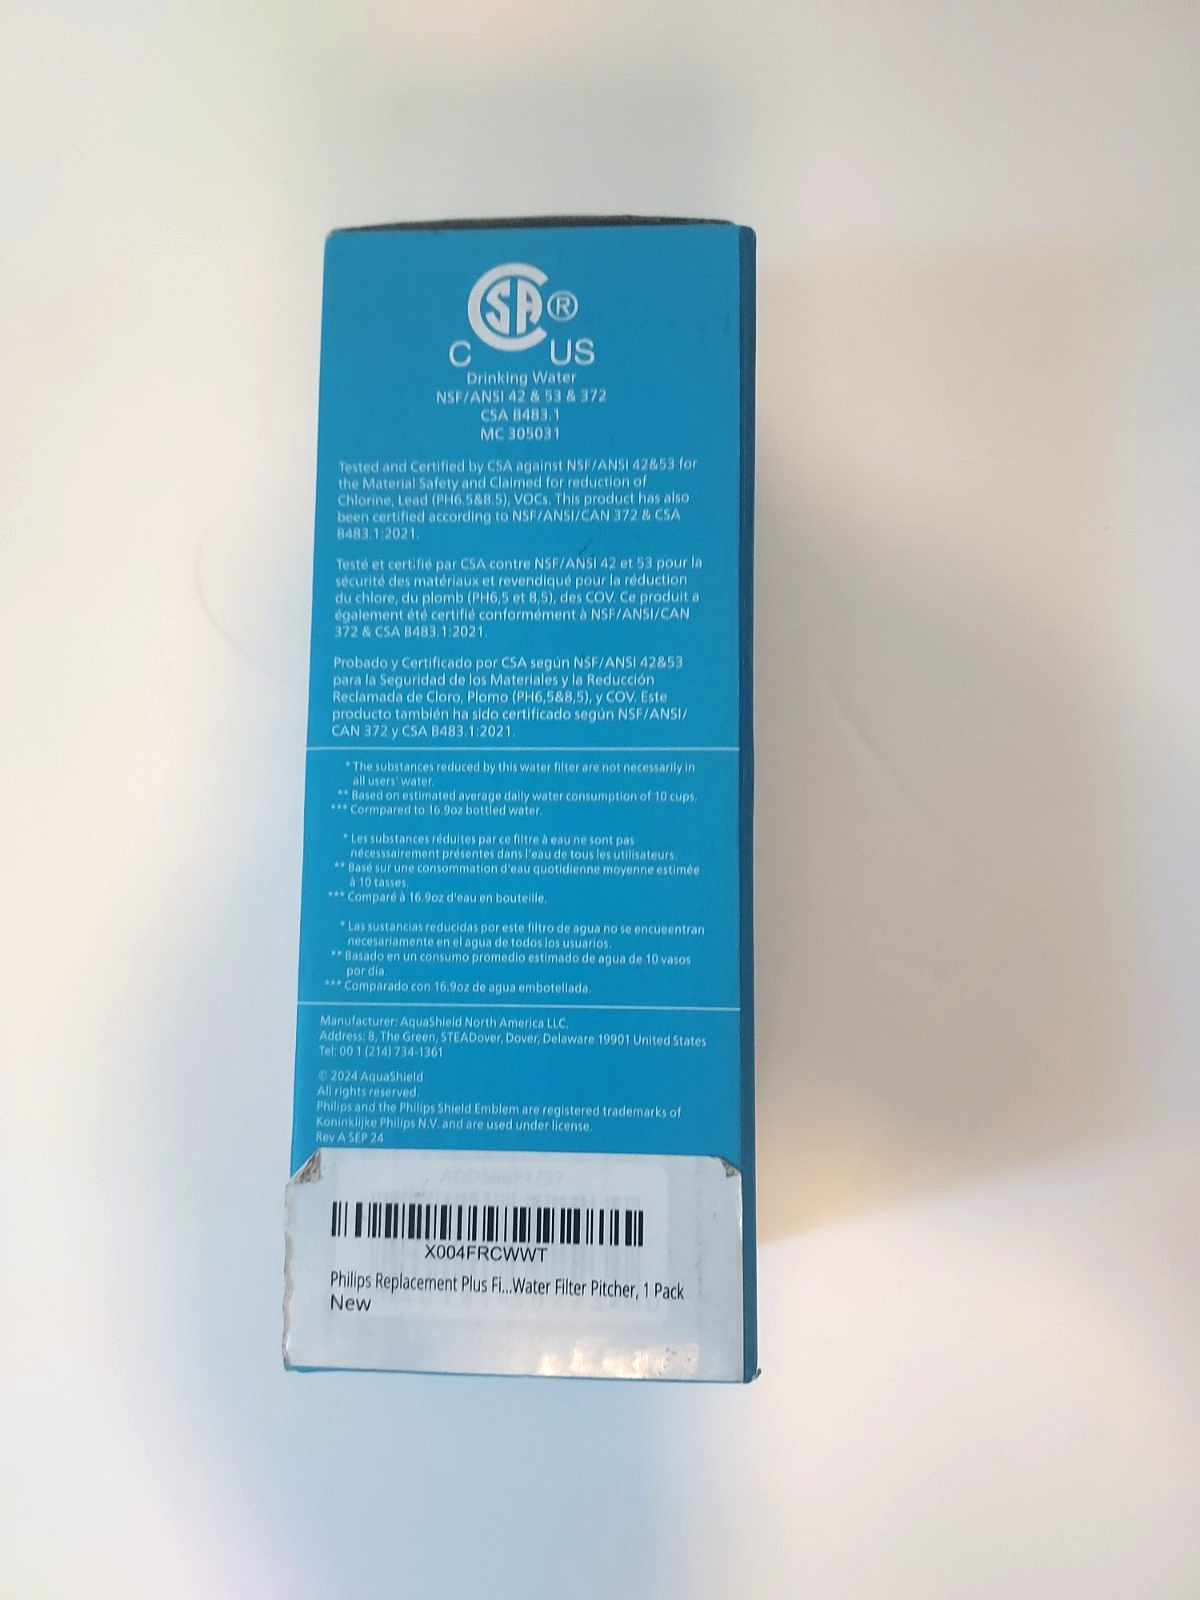 CSA®
C US
Drinking Water
NSF/ANSI 42 & 53 & 372
CSA B483.1
MC 305031
Tested and Certified by CSA against NSF/ANSI 42&53 for
the Material Safety and Claimed for reduction of
Chlorine, Lead (PH6.5&8.5), VOCs. This product has also
been certified according to NSF/ANSI/CAN 372 & CSA
B483.1:2021.
Testé et certifié par CSA contre NSF/ANSI 42 et 53 pour la
sécurité des matériaux et revendiqué pour la réduction
du chlore, du plomb (PH6,5 et 8,5), des COV. Ce produit a
également été certifié conformément à NSF/ANSI/CAN
372 & CSA B483.1:2021.
Probado y Certificado por CSA según NSF/ANSI 42&53
para la Seguridad de los Materiales y la Reducción
Reclamada de Cloro, Plomo (PH6,5&8,5), y COV. Este
producto también ha sido certificado según NSF/ANSI/
CAN 372 y CSA B483.1:2021.
* The substances reduced by this water filter are not necessarily in
all users' water.
** Based on estimated average daily water consumption of 10 cups.
*** Cormpared to 16.9oz bottled water.
* Les substances réduites par ce filtre à eau ne sont pas
nécesssairement présentes dans l'eau de tous les utilisateurs.
** Basé sur une consommation d'eau quotidienne moyenne estimée
à 10 tasses.
*** Comparé à 16.9oz d'eau en bouteille.
* Las sustancias reducidas por este filtro de agua no se encueentran
necesariamente en el agua de todos los usuarios.
** Basado en un consumo promedio estimado de agua de 10 vasos
por día.
*** Comparado con 16.9oz de agua embotellada.
Manufacturer: AquaShield North America LLC.
Address: 8, The Green, STEADover, Dover, Delaware 19901 United States
Tel: 00 1 (214) 734-1361
© 2024 AquaShield
All rights reserved.
Philips and the Philips Shield Emblem are registered trademarks of
Koninklijke Philips N.V. and are used under license.
Rev A SEP 24
X004FRCWWT
Philips Replacement Plus Fi...Water Filter Pitcher, 1 Pack
New